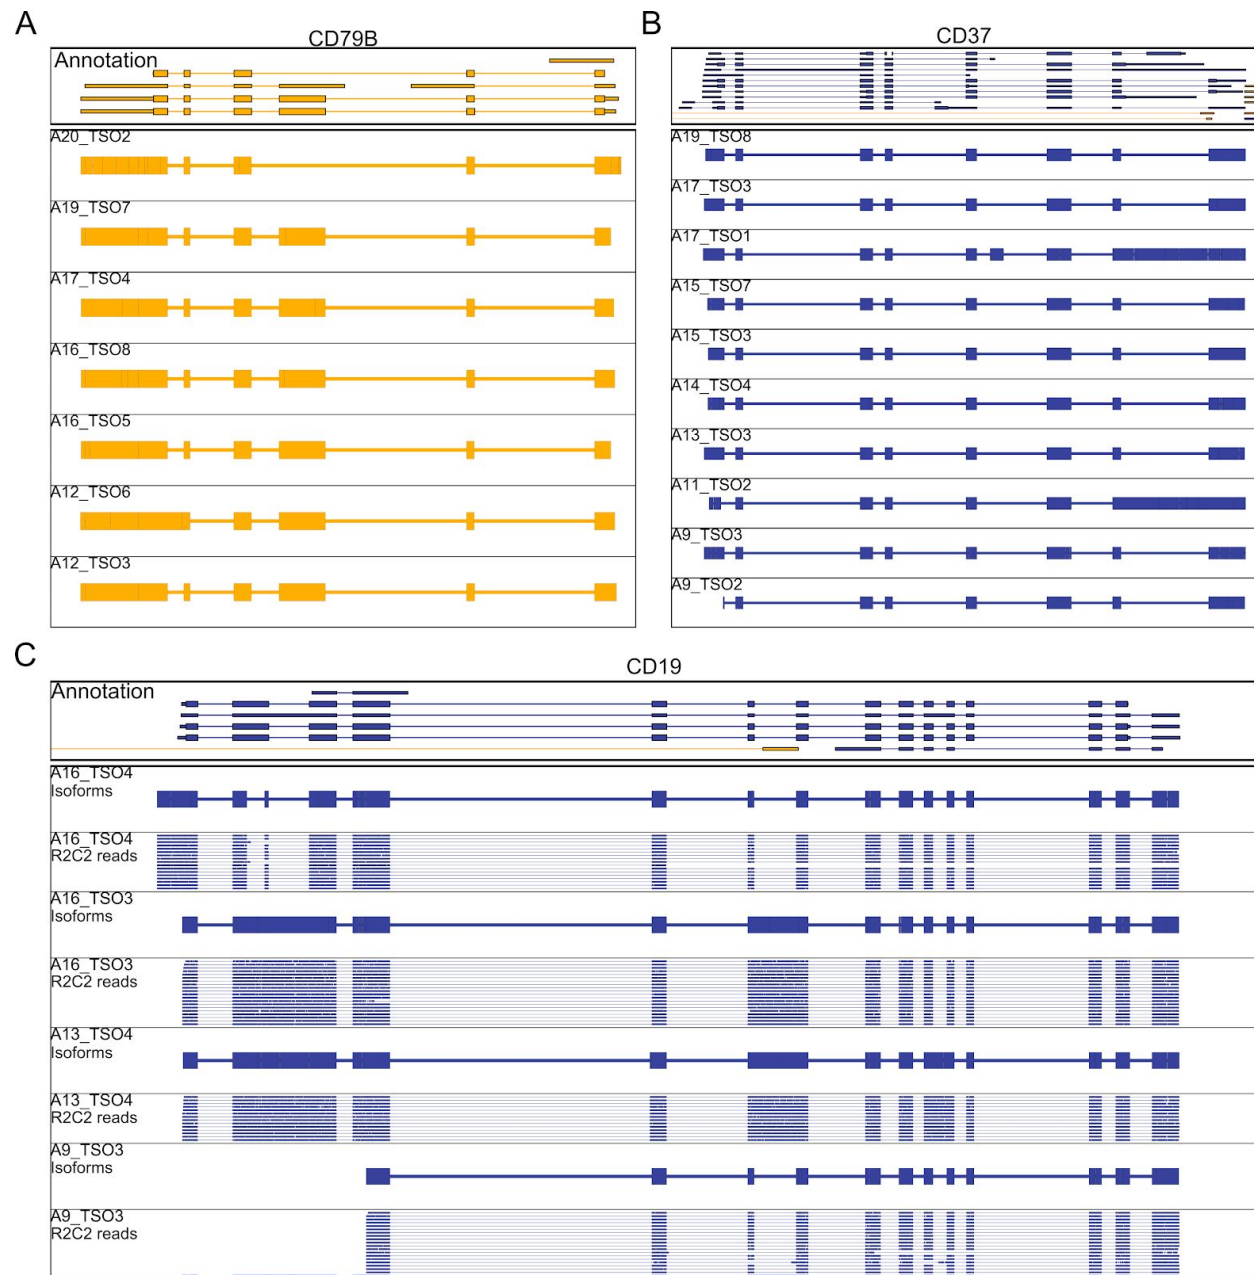 A
CD79B
Annotation
A20_TSO2
A19_TSO7
A17_TSO4
A16_TSO8
A16_TSO5
A12_TSO6
A12_TSO3
B
CD37
A19_TSO8
A17_TSO3
A17_TSO1
A15_TSO7
A15_TSO3
A14_TSO4
A13_TSO3
A11_TSO2
A9_TSO3
A9_TSO2
C
CD19
Annotation
A16_TSO4
Isoforms
A16_TSO4
R2C2 reads
A16_TSO3
Isoforms
A16_TSO3
R2C2 reads
A13_TSO4
Isoforms
A13_TSO4
R2C2 reads
A9_TSO3
Isoforms
A9_TSO3
R2C2 reads